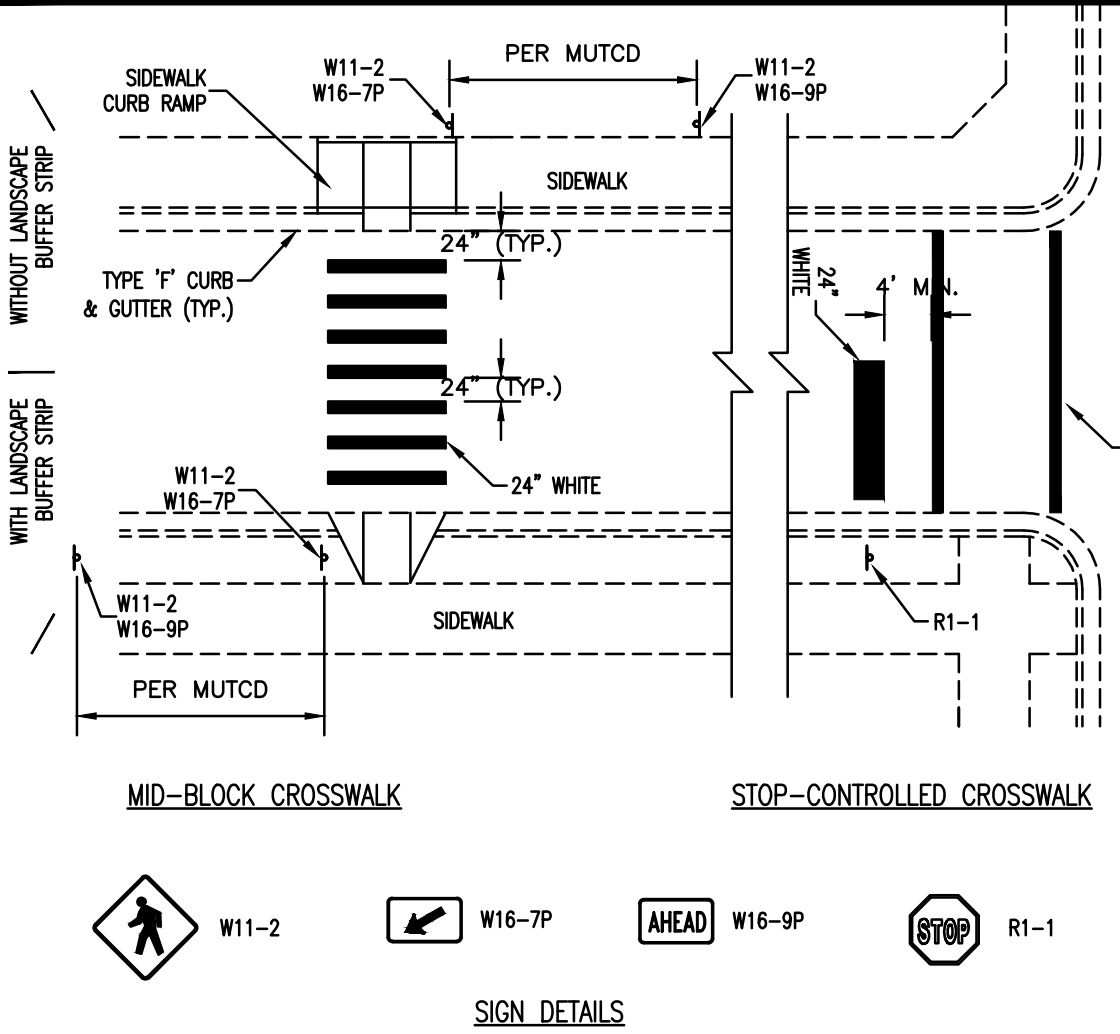 PER MUTCD
W11-2
W16-7P
W11-2
W16-9P
SIDEWALK
CURB RAMP
WITHOUT LANDSCAPE
BUFFER STRIP
SIDEWALK
24" (TYP.)
TYPE 'F' CURB
& GUTTER (TYP.)
24"
WHITE
4' MIN.
24" (TYP.)
WITH LANDSCAPE
BUFFER STRIP
W11-2
W16-7P
24" WHITE
W11-2
W16-9P
SIDEWALK
R1-1
PER MUTCD
MID-BLOCK CROSSWALK
STOP-CONTROLLED CROSSWALK
W11-2
W16-7P
AHEAD
W16-9P
STOP
R1-1
SIGN DETAILS